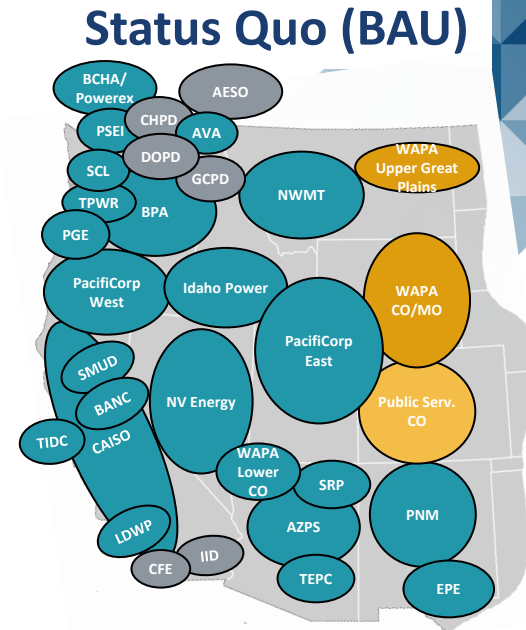 Status Quo (BAU)
BCHA/
Powerex
AESO
CHPD
PSEI
AVA
DOPD
SCL
GCPD
WAPA
Upper Great
Plains
NWMT
TPWR
BPA
PGE
PacifiCorp
West
Idaho Power
WAPA
CO/MO
PacifiCorp
East
SMUD
BANC
NV Energy
Public Serv.
CO
TIDC
CAISO
WAPA
Lower
CO
SRP
PNM
LDWP
AZPS
IID
CFE
TEPC
EPE